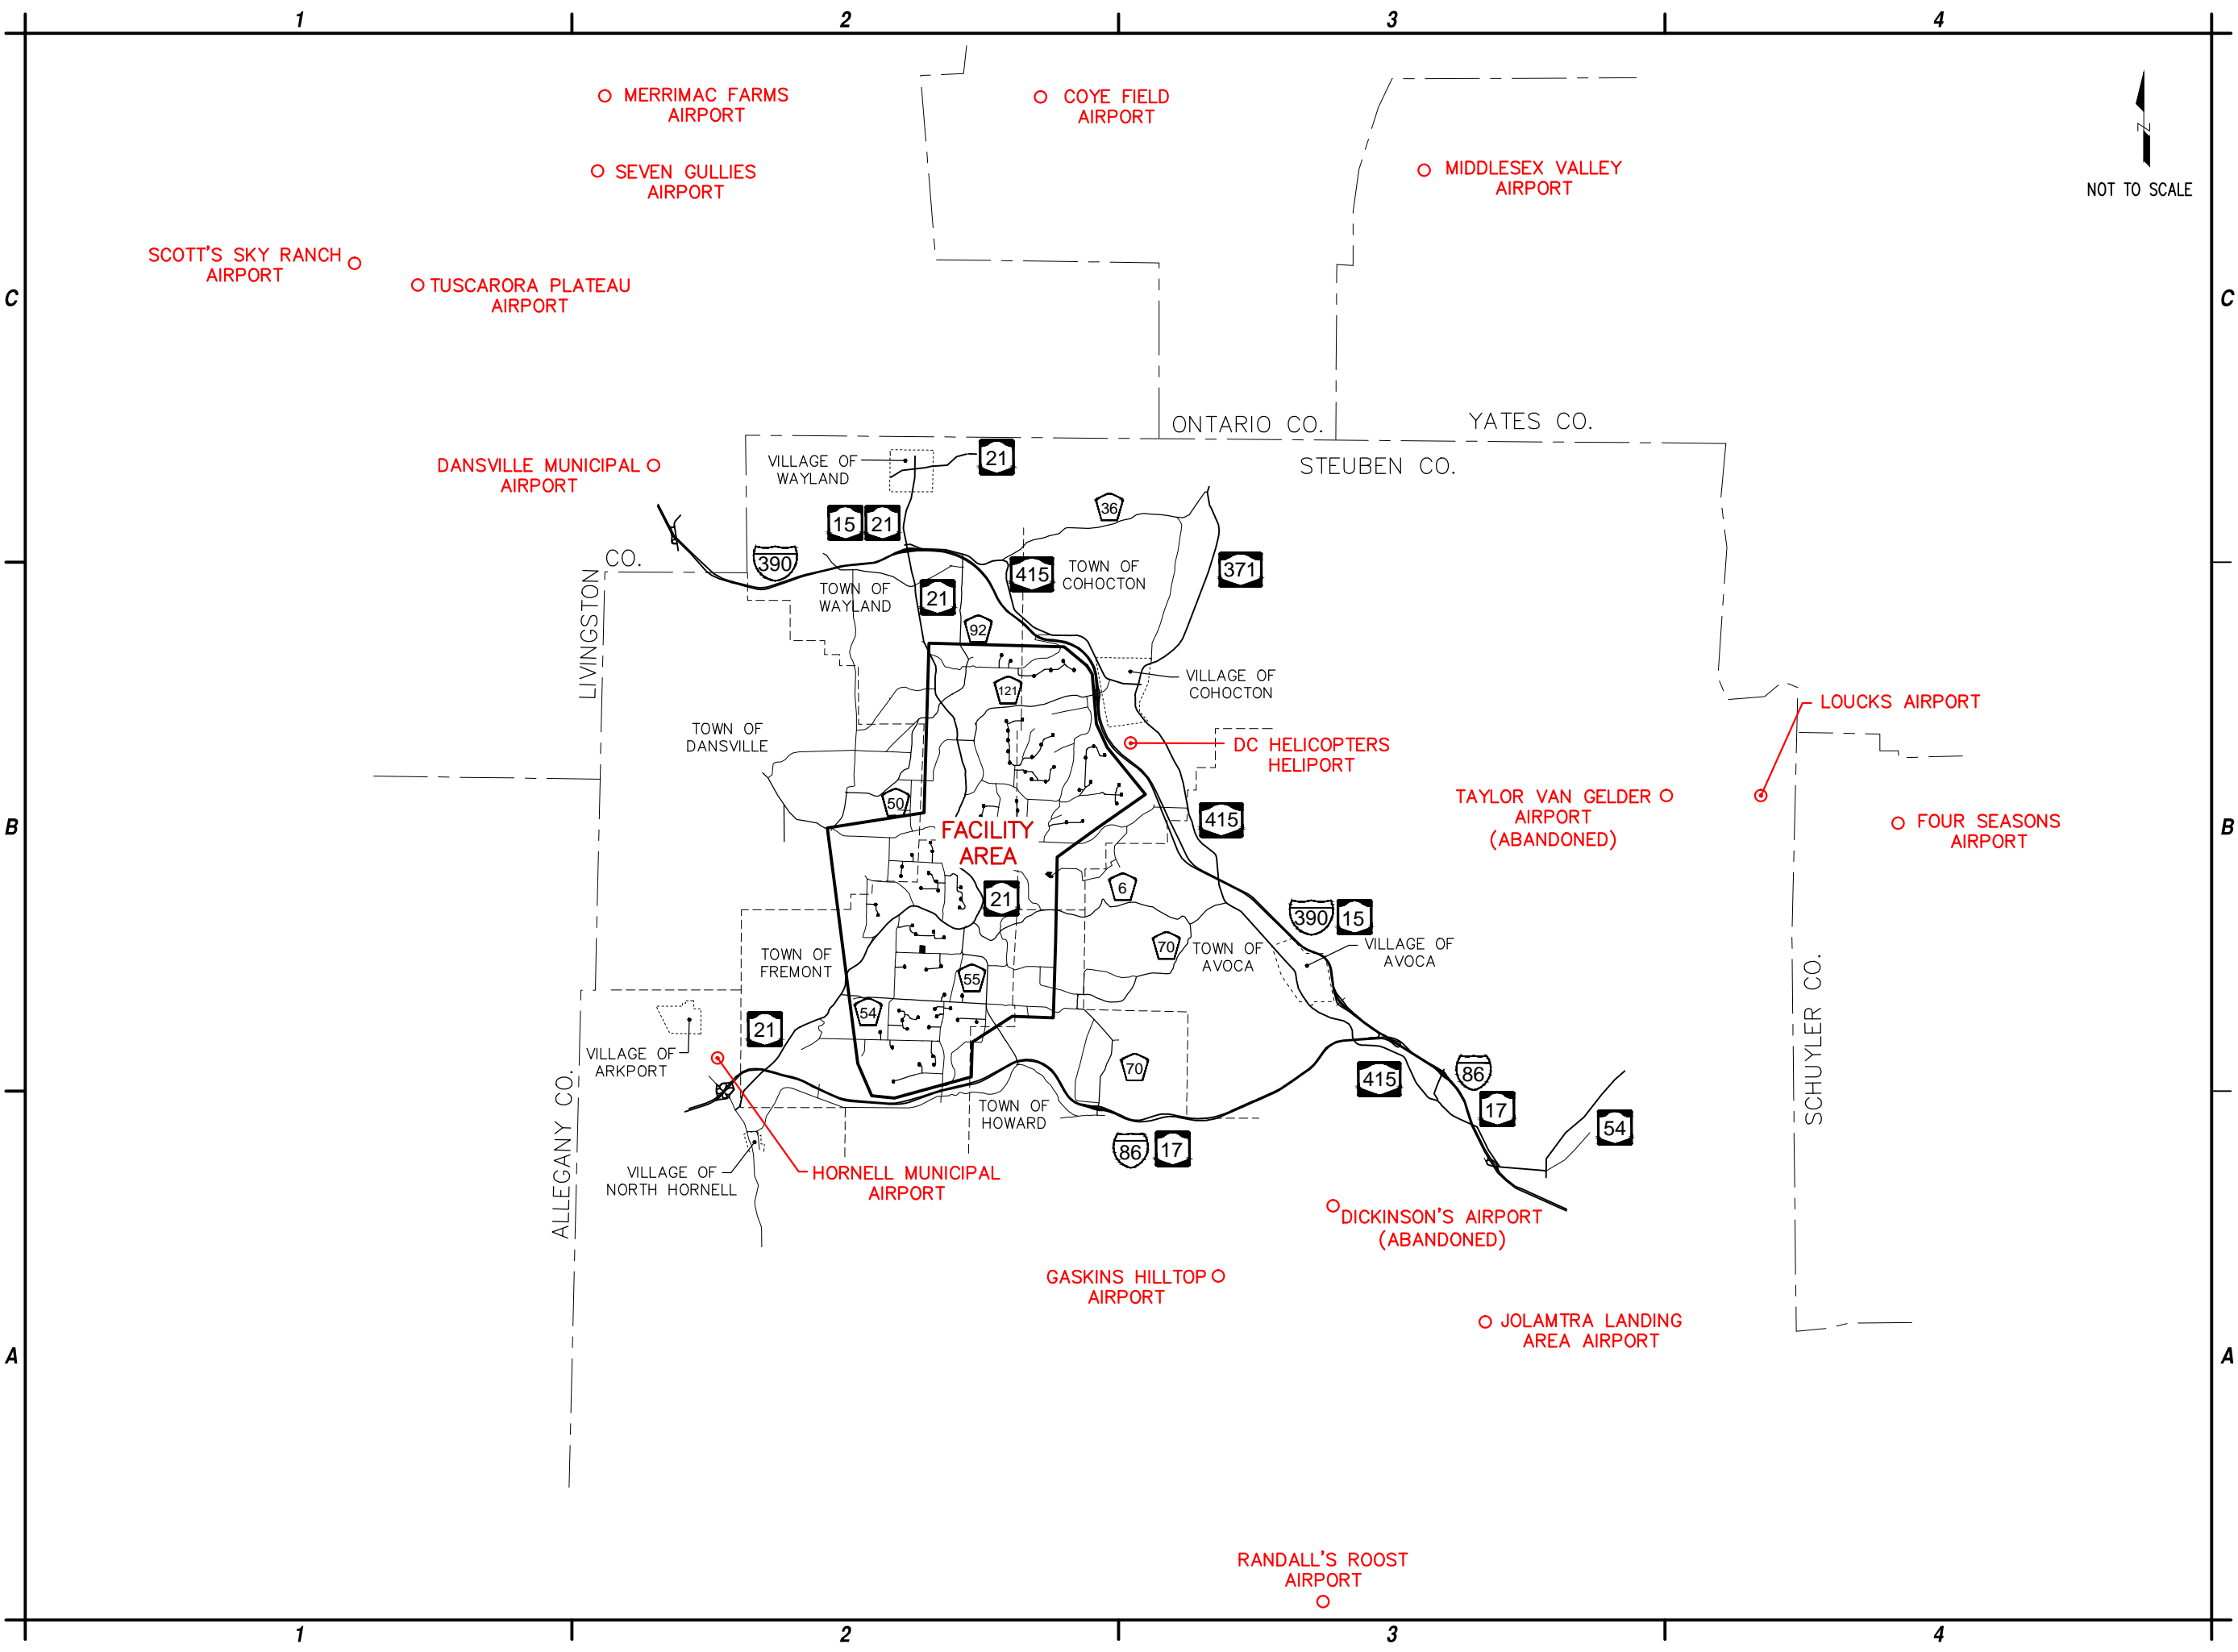 1 2 3 4
MERRIMAC FARMS
AIRPORT
COYE FIELD
AIRPORT
SEVEN GULLIES
AIRPORT
MIDDLESEX VALLEY
AIRPORT
N
NOT TO SCALE
SCOTT'S SKY RANCH
AIRPORT
TUSCARORA PLATEAU
AIRPORT
C C
ONTARIO CO.
YATES CO.
STEUBEN CO.
DANSVILLE MUNICIPAL
AIRPORT
VILLAGE OF
WAYLAND
21
15 21
36
LIVINGSTON CO.
390
TOWN OF
WAYLAND
21
415
TOWN OF
COHOCTON
371
92
121
VILLAGE OF
COHOCTON
LOUCKS AIRPORT
TOWN OF
DANSVILLE
DC HELICOPTERS
HELIPORT
50
415
TAYLOR VAN GELDER
AIRPORT
(ABANDONED)
FOUR SEASONS
AIRPORT
B B
FACILITY
AREA
21
6
390 15
70
TOWN OF
AVOCA
VILLAGE OF
AVOCA
TOWN OF
FREMONT
55
54
21
VILLAGE OF
ARKPORT
70
415
86
17
54
SCHUYLER CO.
ALLEGANY CO.
TOWN OF
HOWARD
86 17
VILLAGE OF
NORTH HORNELL
HORNELL MUNICIPAL
AIRPORT
DICKINSON'S AIRPORT
(ABANDONED)
GASKINS HILLTOP
AIRPORT
JOLAMTRA LANDING
AREA AIRPORT
A A
RANDALL'S ROOST
AIRPORT
1 2 3 4